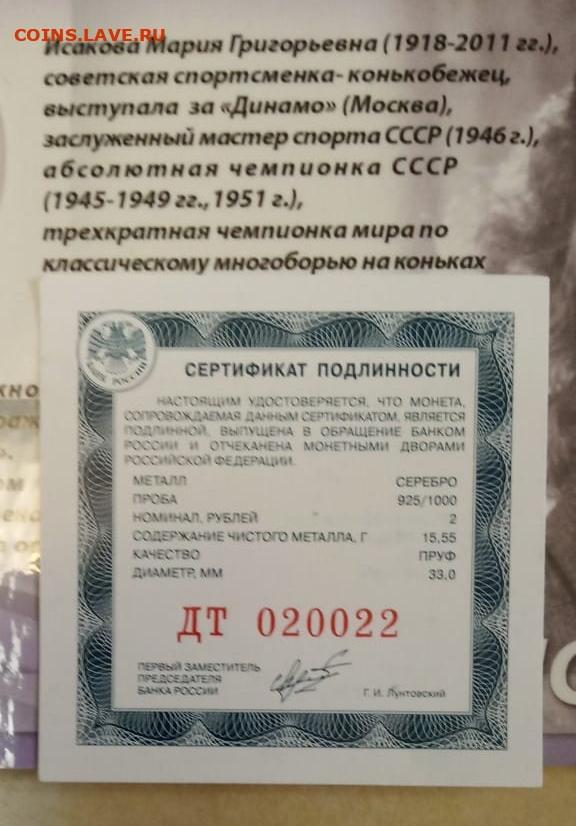 COINS.LAVE.RU
Исакова Мария Григорьевна (1918-2011 гг.),
советская спортсменка- конькобежец,
выступала за «Динамо» (Москва),
заслуженный мастер спорта СССР (1946 г.),
абсолютная чемпионка СССР
(1945-1949 гг., 1951 г.),
трехкратная чемпионка мира по
классическому многоборью на коньках
БАНК РОССИИ
СЕРТИФИКАТ ПОДЛИННОСТИ
НАСТОЯЩИМ УДОСТОВЕРЯЕТСЯ, ЧТО МОНЕТА,
СОПРОВОЖДАЕМАЯ ДАННЫМ СЕРТИФИКАТОМ, ЯВЛЯЕТСЯ
ПОДЛИННОЙ, ВЫПУЩЕНА В ОБРАЩЕНИЕ БАНКОМ
РОССИИ И ОТЧЕКАНЕНА МОНЕТНЫМИ ДВОРАМИ
РОССИЙСКОЙ ФЕДЕРАЦИИ.
МЕТАЛЛ СЕРЕБРО
ПРОБА 925/1000
НОМИНАЛ, РУБЛЕЙ 2
СОДЕРЖАНИЕ ЧИСТОГО МЕТАЛЛА, Г 15,55
КАЧЕСТВО ПРУФ
ДИАМЕТР, ММ 33,0
ДТ 020022
ПЕРВЫЙ ЗАМЕСТИТЕЛЬ
ПРЕДСЕДАТЕЛЯ
БАНКА РОССИИ
Г. И. Лунтовский